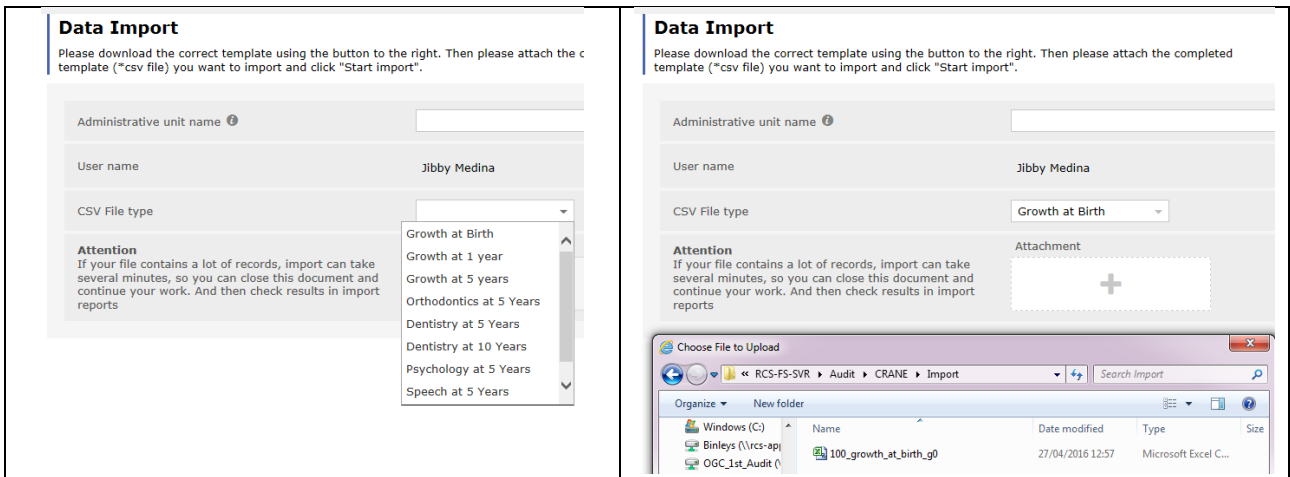 Data Import
Please download the correct template using the button to the right. Then please attach the c
template (*csv file) you want to import and click "Start import".
Administrative unit name
User name
Jibby Medina
CSV File type
Growth at Birth
Growth at 1 year
Growth at 5 years
Orthodontics at 5 Years
Dentistry at 5 Years
Dentistry at 10 Years
Psychology at 5 Years
Speech at 5 Years
Attention
If your file contains a lot of records, import can take
several minutes, so you can close this document and
continue your work. And then check results in import
reports
Data Import
Please download the correct template using the button to the right. Then please attach the completed
template (*csv file) you want to import and click "Start import".
Administrative unit name
User name
Jibby Medina
CSV File type
Growth at Birth
Attention
If your file contains a lot of records, import can take
several minutes, so you can close this document and
continue your work. And then check results in import
reports
Attachment
Choose File to Upload
« RCS-FS-SVR ▸ Audit ▸ CRANE ▸ Import
Search Import
Organize
New folder
Windows (C:)
Binleys (\\rcs-app
OGC_1st_Audit (\
Name
Date modified
Type
Size
100_growth_at_birth_g0
27/04/2016 12:57
Microsoft Excel C...